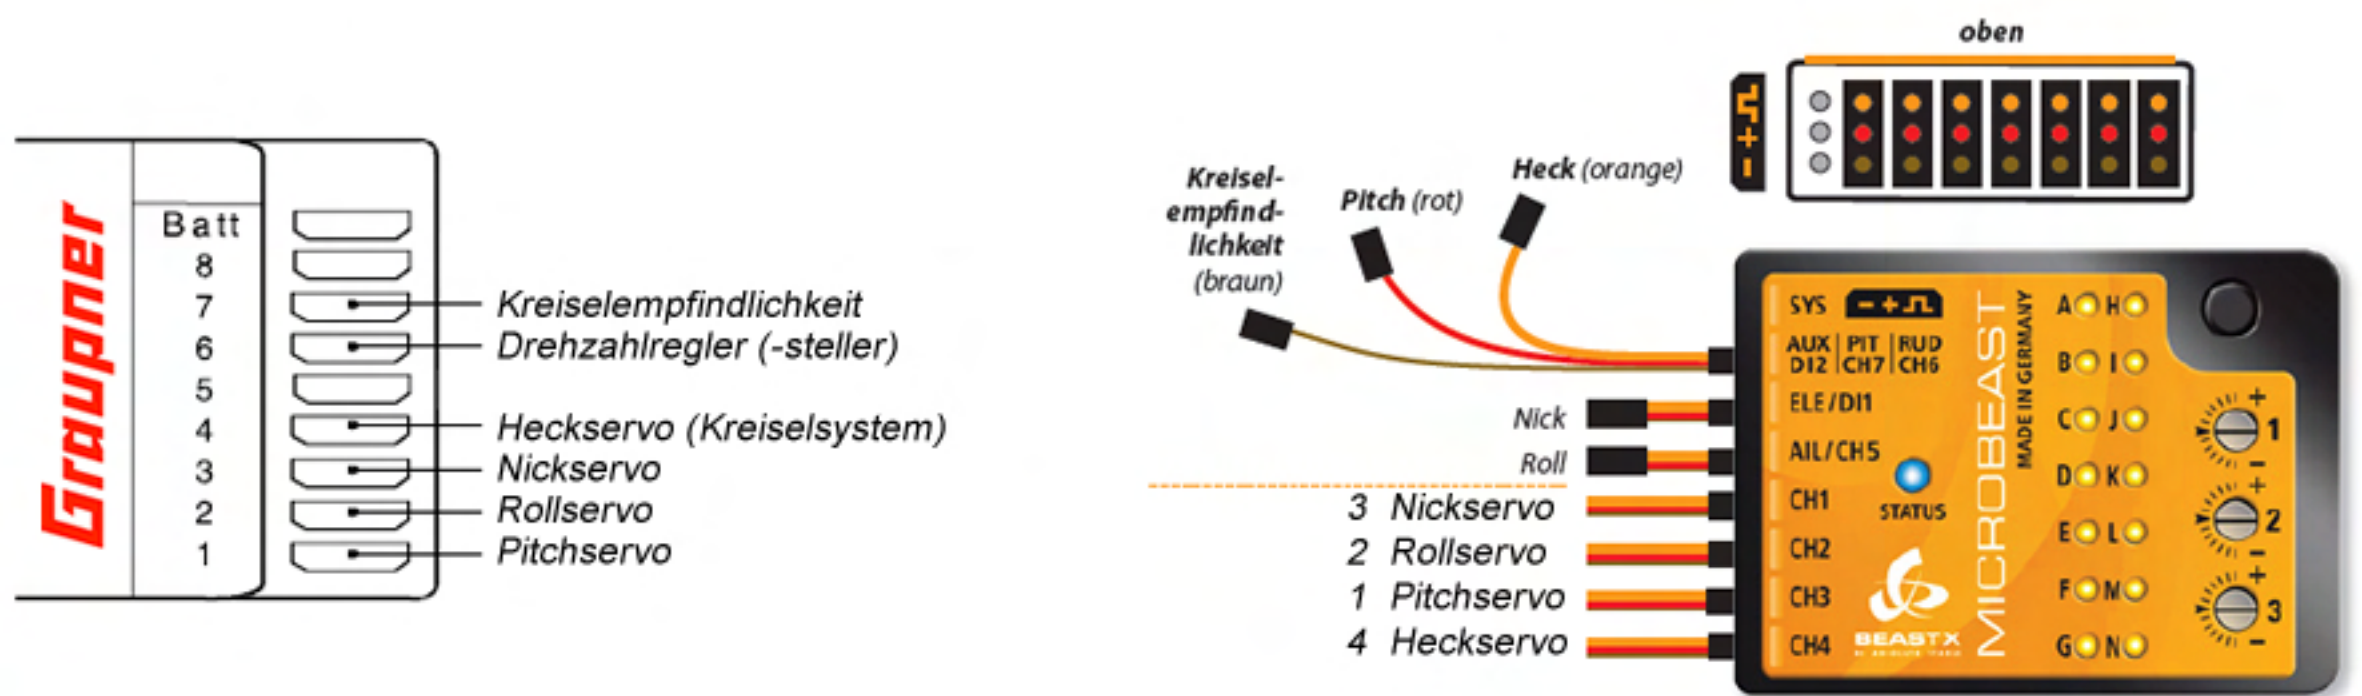 Graupner
Batt
8
7 Kreiselempfindlichkeit
6 Drehzahlregler (-steller)
5
4 Heckservo (Kreiselsystem)
3 Nickservo
2 Rollservo
1 Pitchservo
oben
Kreisel-
empfind-
lichkeit
(braun)
Pitch (rot)
Heck (orange)
Nick
Roll
3 Nickservo
2 Rollservo
1 Pitchservo
4 Heckservo
SYS
AUX | PIT | RUD
DI2 | CH7 | CH6
ELE/DI1
AIL/CH5
CH1
CH2
CH3
CH4
STATUS
BEASTX
MICROBEAST
MADE IN GERMANY
A H
B I
C J
D K
E L
F M
G N
+
1
-
+
2
-
+
3
-